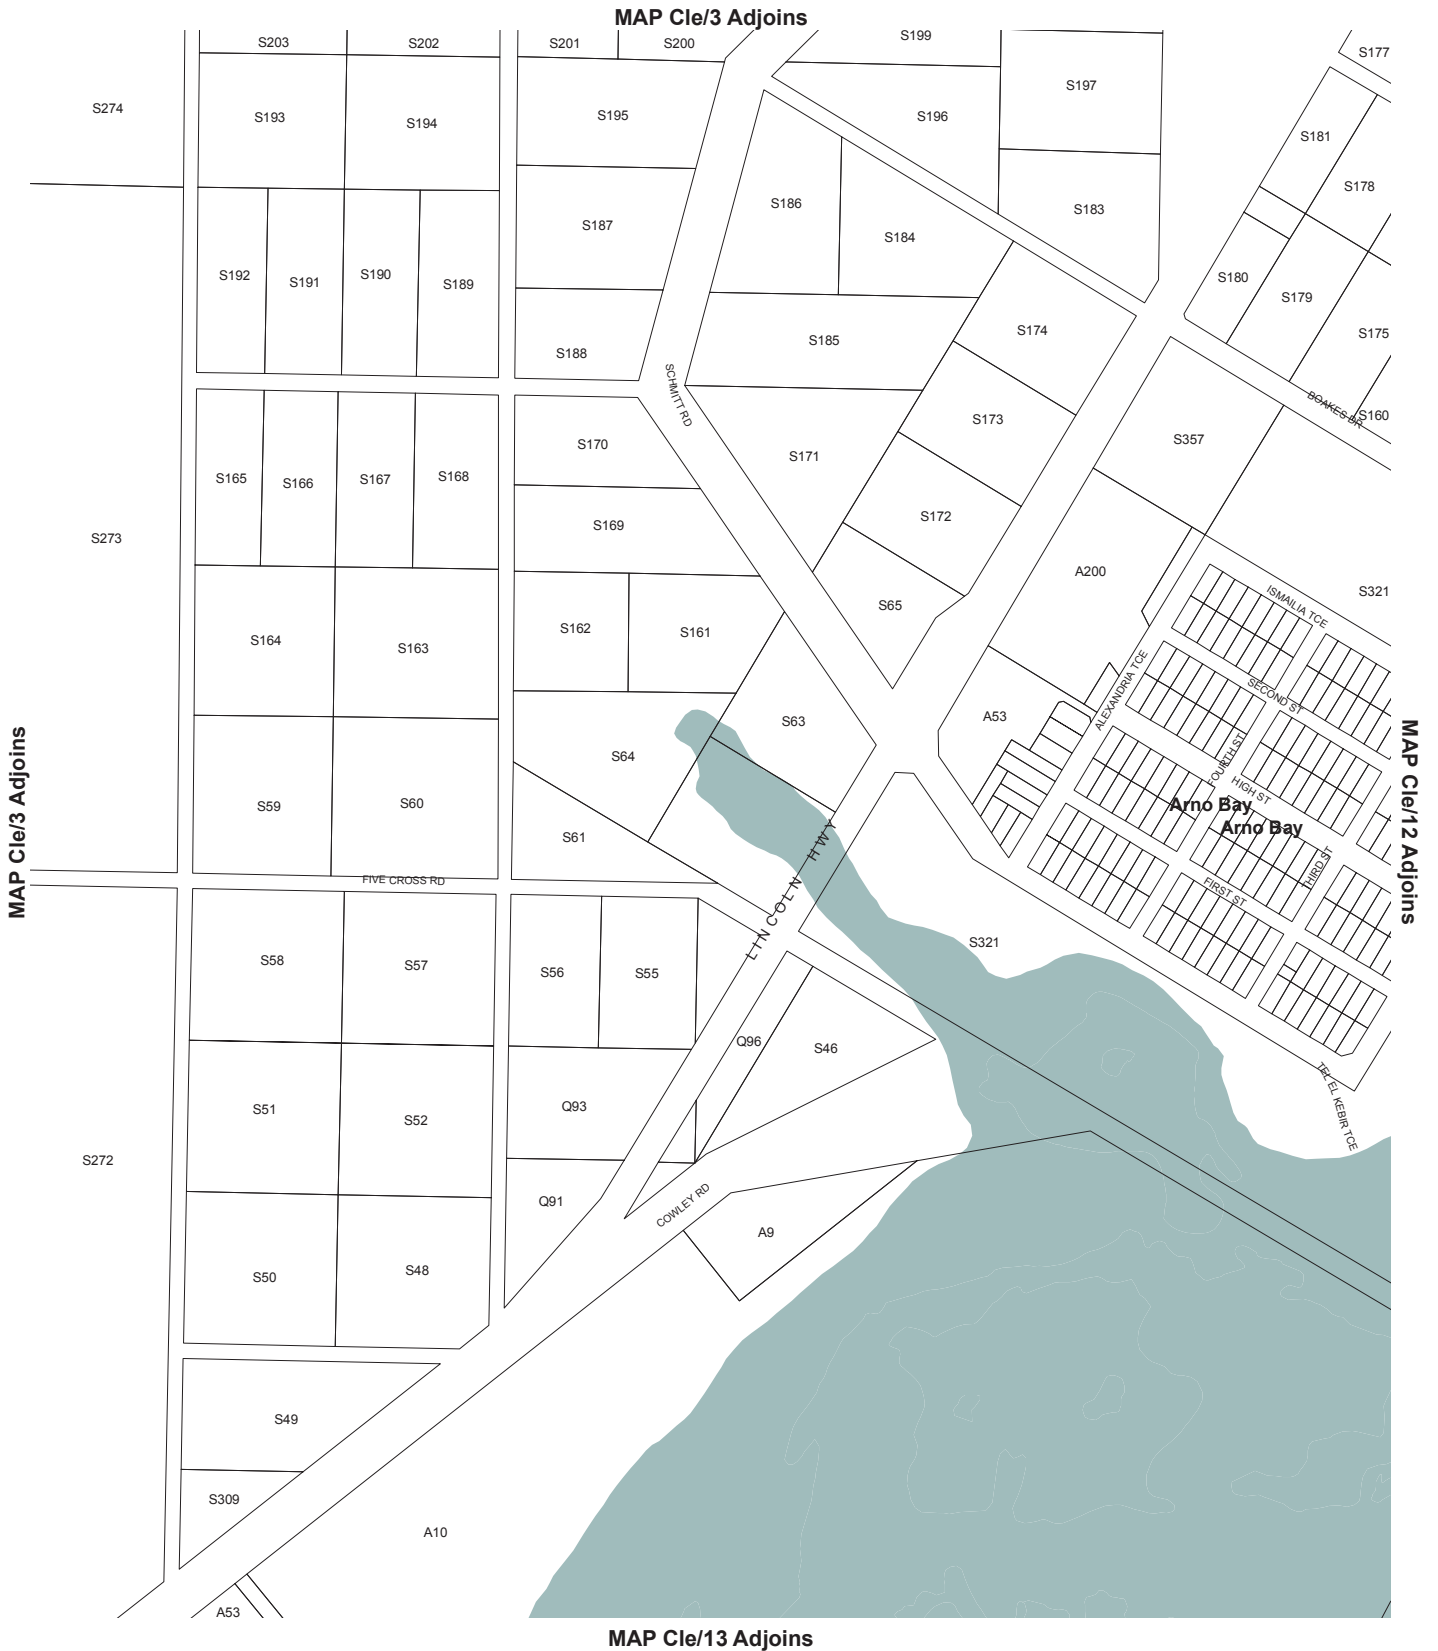 MAP Cle/3 Adjoins
S203
S202
S201
S200
S199
S177
S274
S193
S194
S195
S196
S197
S181
S178
S192
S191
S190
S189
S187
S186
S184
S183
S180
S179
S188
S185
S174
S175
SCHMITT RD
S173
BOAKES DR
S160
S165
S166
S167
S168
S170
S171
S357
S273
S169
S172
A200
S321
ISMAILIA TCE
S164
S163
S162
S161
S65
ALEXANDRIA TCE
SECOND ST
S63
A53
S64
FOURTH ST
HIGH ST
MAP Cle/3 Adjoins
MAP Cle/12 Adjoins
S59
S60
S61
Arno Bay
Arno Bay
LINCOLN HWY
THIRD ST
FIVE CROSS RD
FIRST ST
S58
S57
S56
S55
S321
Q96
S46
S51
S52
Q93
TEL EL KEBIR TCE
S272
Q91
COWLEY RD
A9
S50
S48
S49
S309
A10
A53
MAP Cle/13 Adjoins